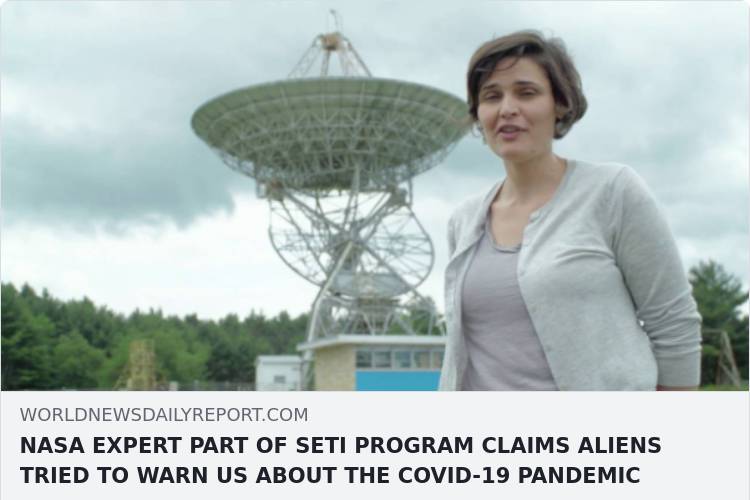 WORLDNEWSDAILYREPORT.COM
NASA EXPERT PART OF SETI PROGRAM CLAIMS ALIENS
TRIED TO WARN US ABOUT THE COVID-19 PANDEMIC